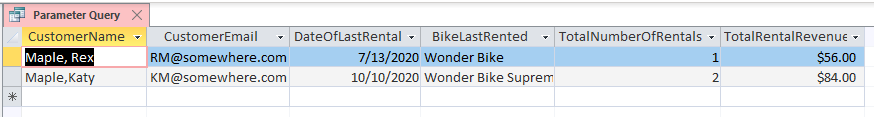 Parameter Query
CustomerName CustomerEmail DateOfLastRental BikeLastRented TotalNumberOfRentals TotalRentalRevenue
Maple, Rex RM@somewhere.com 7/13/2020 Wonder Bike 1 $56.00
Maple,Katy KM@somewhere.com 10/10/2020 Wonder Bike Suprem 2 $84.00